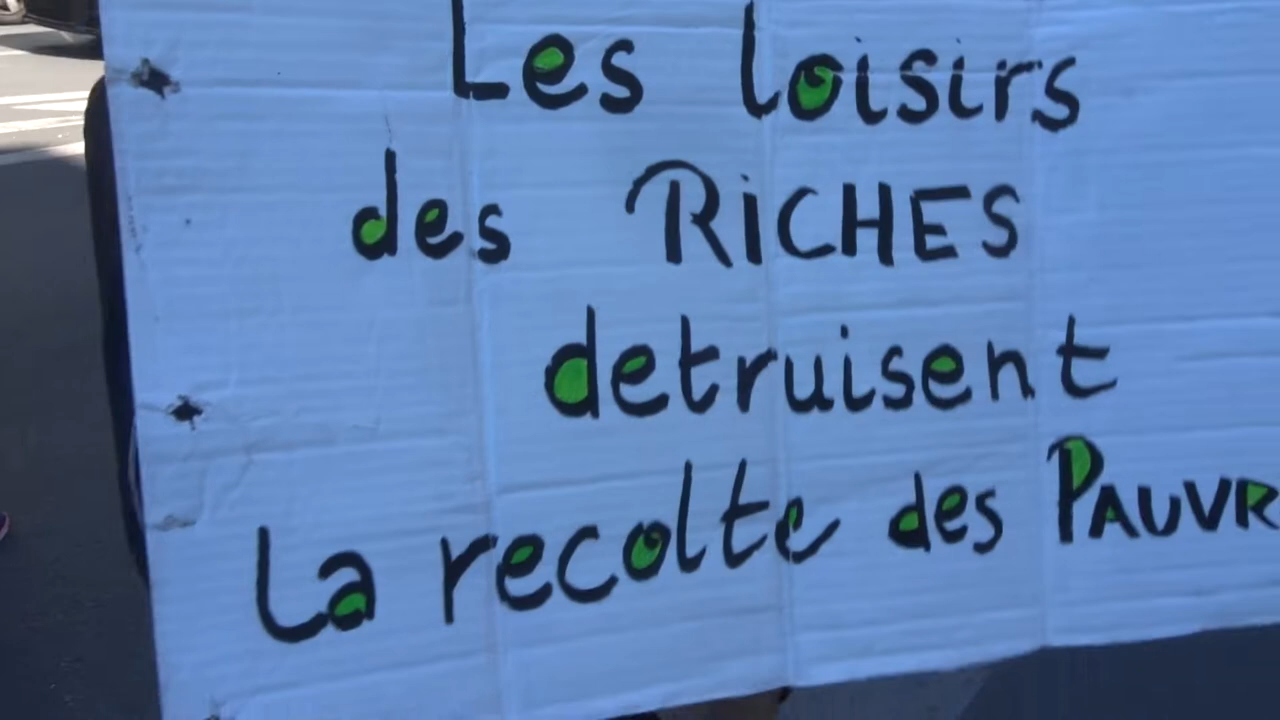 Les loisirs
des RiCHES
detruisent
La recolte des PAUVR